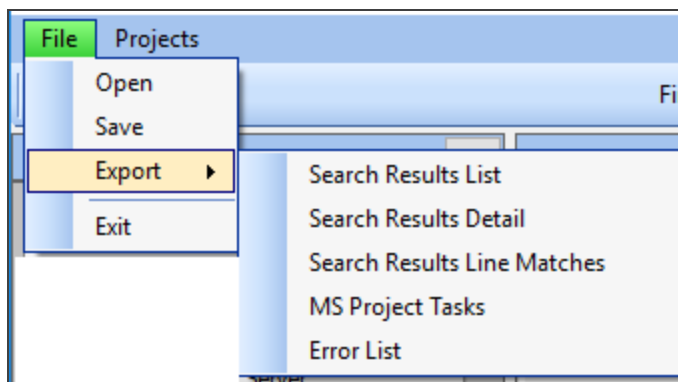 File Projects
Open
Save
Export
Exit
Search Results List
Search Results Detail
Search Results Line Matches
MS Project Tasks
Error List